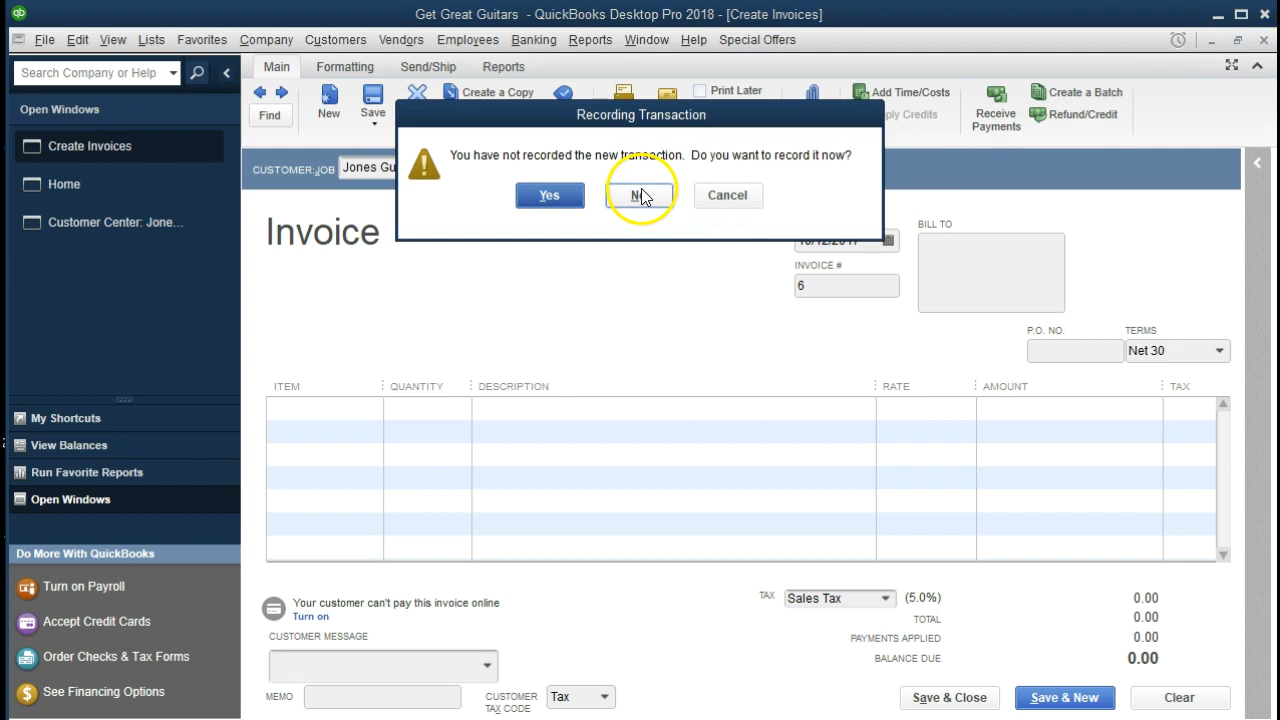 Get Great Guitars - QuickBooks Desktop Pro 2018 - [Create Invoices]
File Edit View Lists Favorites Company Customers Vendors Employees Banking Reports Window Help Special Offers
Search Company or Help
Main Formatting Send/Ship Reports
Find
New
Save
Create a Copy
Print Later
Add Time/Costs
Credits
Receive
Payments
Create a Batch
Refund/Credit
Open Windows
Create Invoices
Home
Customer Center: Jone...
My Shortcuts
View Balances
Run Favorite Reports
Open Windows
Do More With QuickBooks
Turn on Payroll
Accept Credit Cards
Order Checks & Tax Forms
See Financing Options
Recording Transaction
You have not recorded the new transaction. Do you want to record it now?
Yes
Cancel
CUSTOMER:JOB Jones
Invoice
INVOICE #
6
BILL TO
P.O. NO. TERMS
Net 30
ITEM QUANTITY DESCRIPTION RATE AMOUNT TAX
Your customer can't pay this invoice online
Turn on
CUSTOMER MESSAGE
MEMO
CUSTOMER
TAX CODE
Tax
TAX Sales Tax (5.0%) 0.00
TOTAL 0.00
PAYMENTS APPLIED 0.00
BALANCE DUE 0.00
Save & Close Save & New Clear